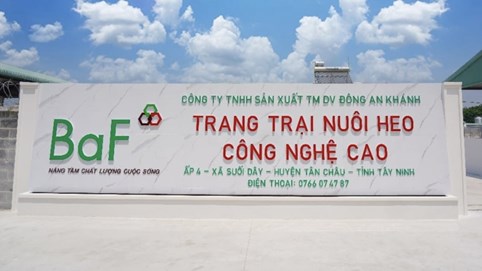 BaF
NÂNG TẦM CHẤT LƯỢNG CUỘC SỐNG
CÔNG TY TNHH SẢN XUẤT TM DV ĐÔNG AN KHÁNH
TRANG TRẠI NUÔI HEO
CÔNG NGHỆ CAO
ẤP 4 – XÃ SUỐI DÂY – HUYỆN TÂN CHÂU – TỈNH TÂY NINH
ĐIỆN THOẠI: 0766 07 47 87